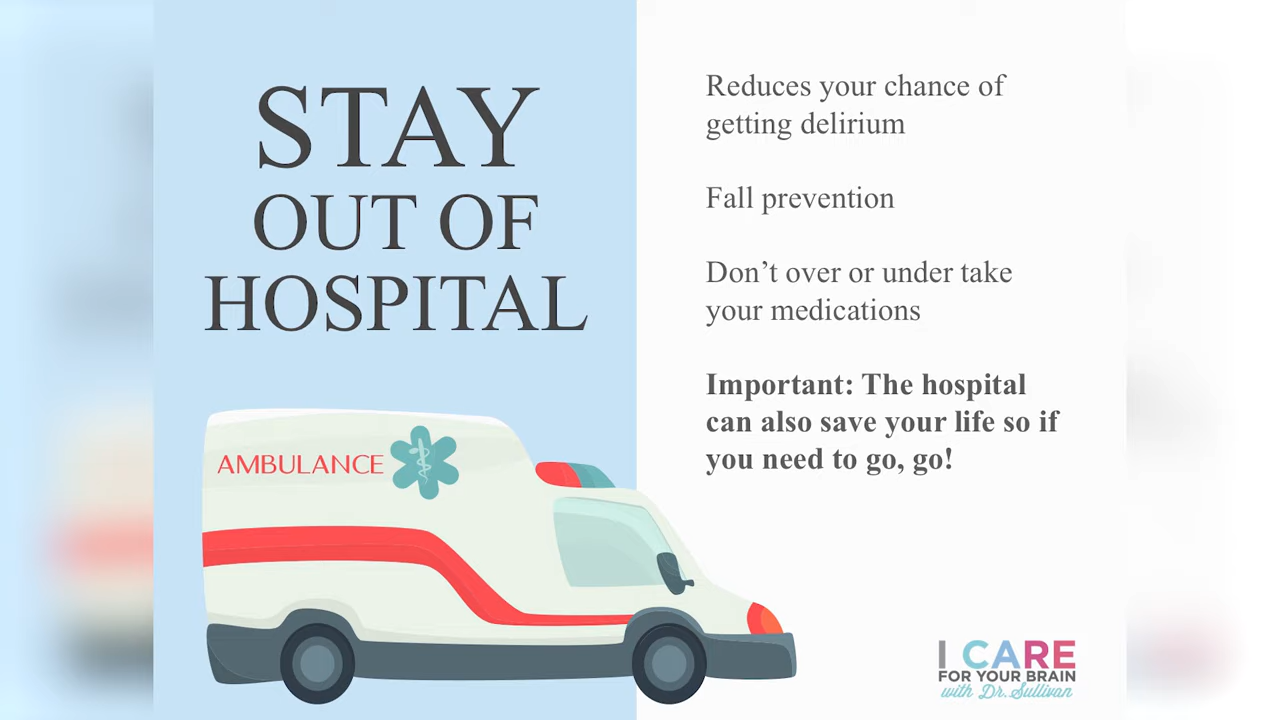 STAY
OUT OF
HOSPITAL
AMBULANCE
Reduces your chance of
getting delirium
Fall prevention
Don’t over or under take
your medications
Important: The hospital
can also save your life so if
you need to go, go!
I CARE
FOR YOUR BRAIN
with Dr. Sullivan